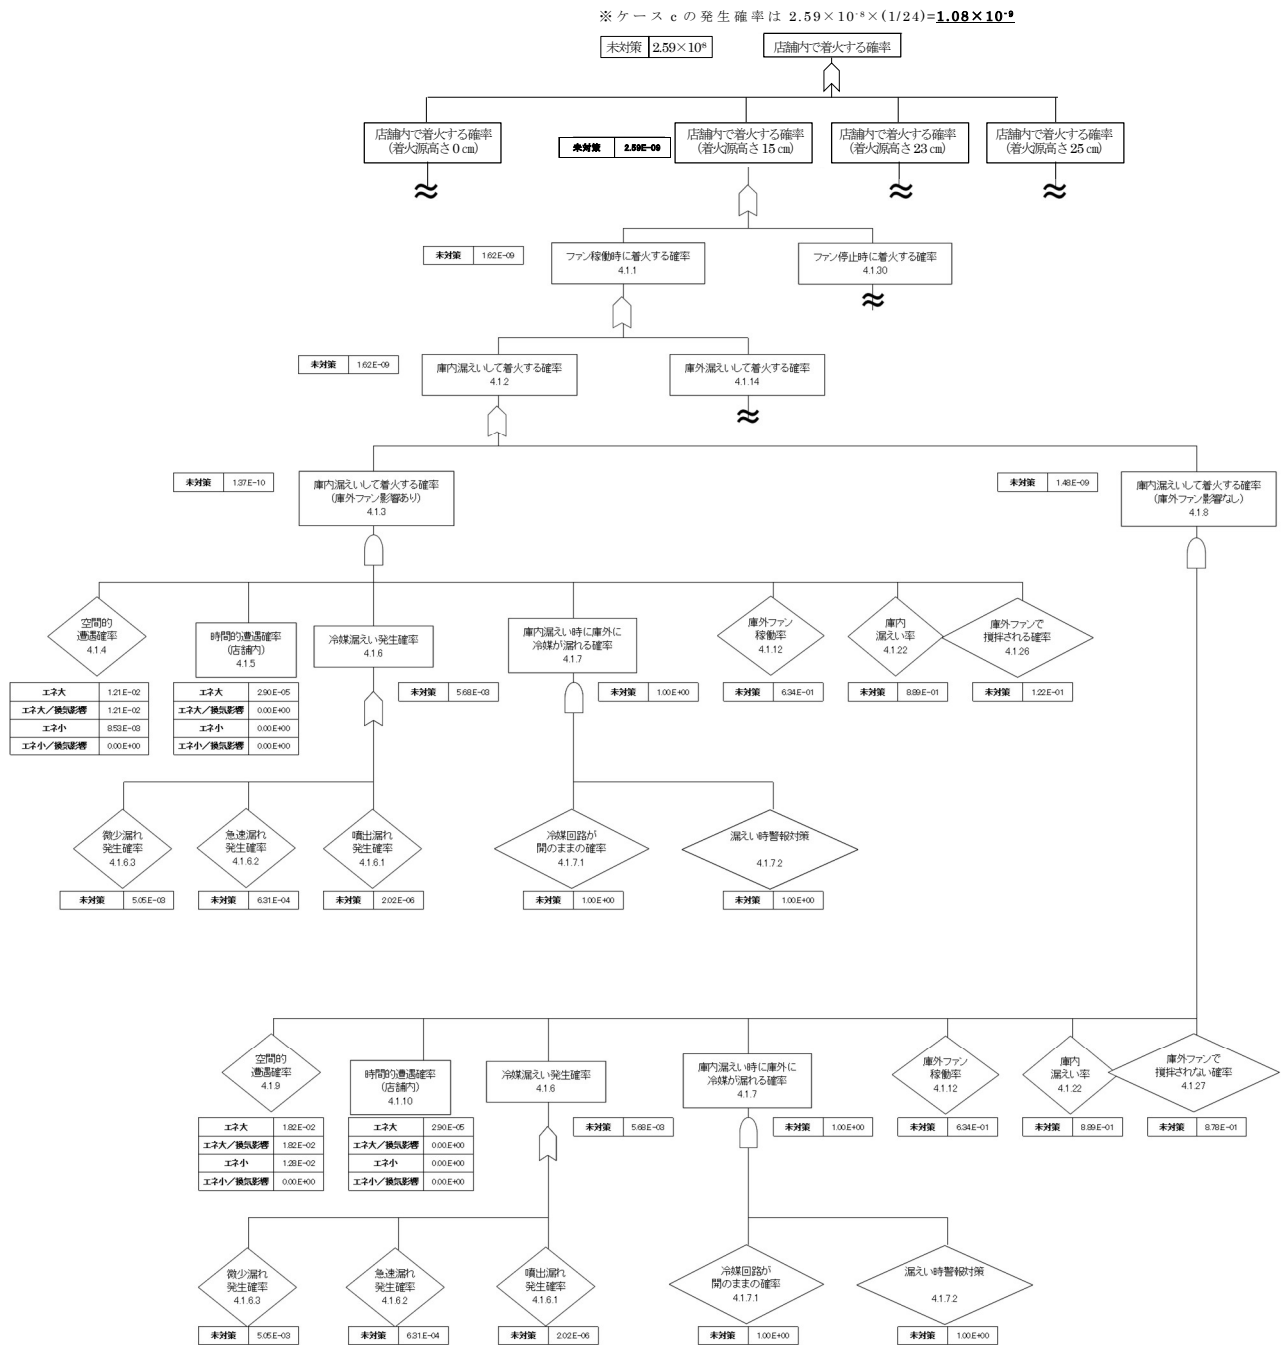 ※ケースcの発生確率は 2.59×10⁻⁸×(1/24)=1.08×10⁻⁹
未対策 2.59×10⁸
店舗内で着火する確率
店舗内で着火する確率
(着火源高さ0㎝)
未対策 2.59E-09
店舗内で着火する確率
(着火源高さ15㎝)
店舗内で着火する確率
(着火源高さ23㎝)
店舗内で着火する確率
(着火源高さ25㎝)
未対策 1.62E-09
ファン稼働時に着火する確率
4.1.1
ファン停止時に着火する確率
4.1.30
未対策 1.62E-09
庫内漏えいして着火する確率
4.1.2
庫外漏えいして着火する確率
4.1.14
未対策 1.37E-10
庫内漏えいして着火する確率
(庫外ファン影響あり)
4.1.3
未対策 1.48E-09
庫内漏えいして着火する確率
(庫外ファン影響なし)
4.1.8
空間的
遭遇確率
4.1.4
時間的遭遇確率
(店舗内)
4.1.5
冷媒漏えい発生確率
4.1.6
庫内漏えい時に庫外に
冷媒が漏れる確率
4.1.7
庫外ファン
稼働率
4.1.12
庫内
漏えい率
4.1.22
庫外ファンで
撹拌される確率
4.1.26
エネ大 1.21E-02
エネ大/換気影響 1.21E-02
エネ小 8.53E-03
エネ小/換気影響 0.00E+00
エネ大 2.90E-05
エネ大/換気影響 0.00E+00
エネ小 0.00E+00
エネ小/換気影響 0.00E+00
未対策 5.68E-03
未対策 1.00E+00
未対策 6.34E-01
未対策 8.89E-01
未対策 1.22E-01
微少漏れ
発生確率
4.1.6.3
急速漏れ
発生確率
4.1.6.2
噴出漏れ
発生確率
4.1.6.1
冷媒回路が
開のままの確率
4.1.7.1
漏えい時警報対策
4.1.7.2
未対策 5.05E-03
未対策 6.31E-04
未対策 2.02E-06
未対策 1.00E+00
未対策 1.00E+00
空間的
遭遇確率
4.1.9
時間的遭遇確率
(店舗内)
4.1.10
冷媒漏えい発生確率
4.1.6
庫内漏えい時に庫外に
冷媒が漏れる確率
4.1.7
庫外ファン
稼働率
4.1.12
庫内
漏えい率
4.1.22
庫外ファンで
撹拌されない確率
4.1.27
エネ大 1.82E-02
エネ大/換気影響 1.82E-02
エネ小 1.28E-02
エネ小/換気影響 0.00E+00
エネ大 2.90E-05
エネ大/換気影響 0.00E+00
エネ小 0.00E+00
エネ小/換気影響 0.00E+00
未対策 5.68E-03
未対策 1.00E+00
未対策 6.34E-01
未対策 8.89E-01
未対策 8.78E-01
微少漏れ
発生確率
4.1.6.3
急速漏れ
発生確率
4.1.6.2
噴出漏れ
発生確率
4.1.6.1
冷媒回路が
開のままの確率
4.1.7.1
漏えい時警報対策
4.1.7.2
未対策 5.05E-03
未対策 6.31E-04
未対策 2.02E-06
未対策 1.00E+00
未対策 1.00E+00